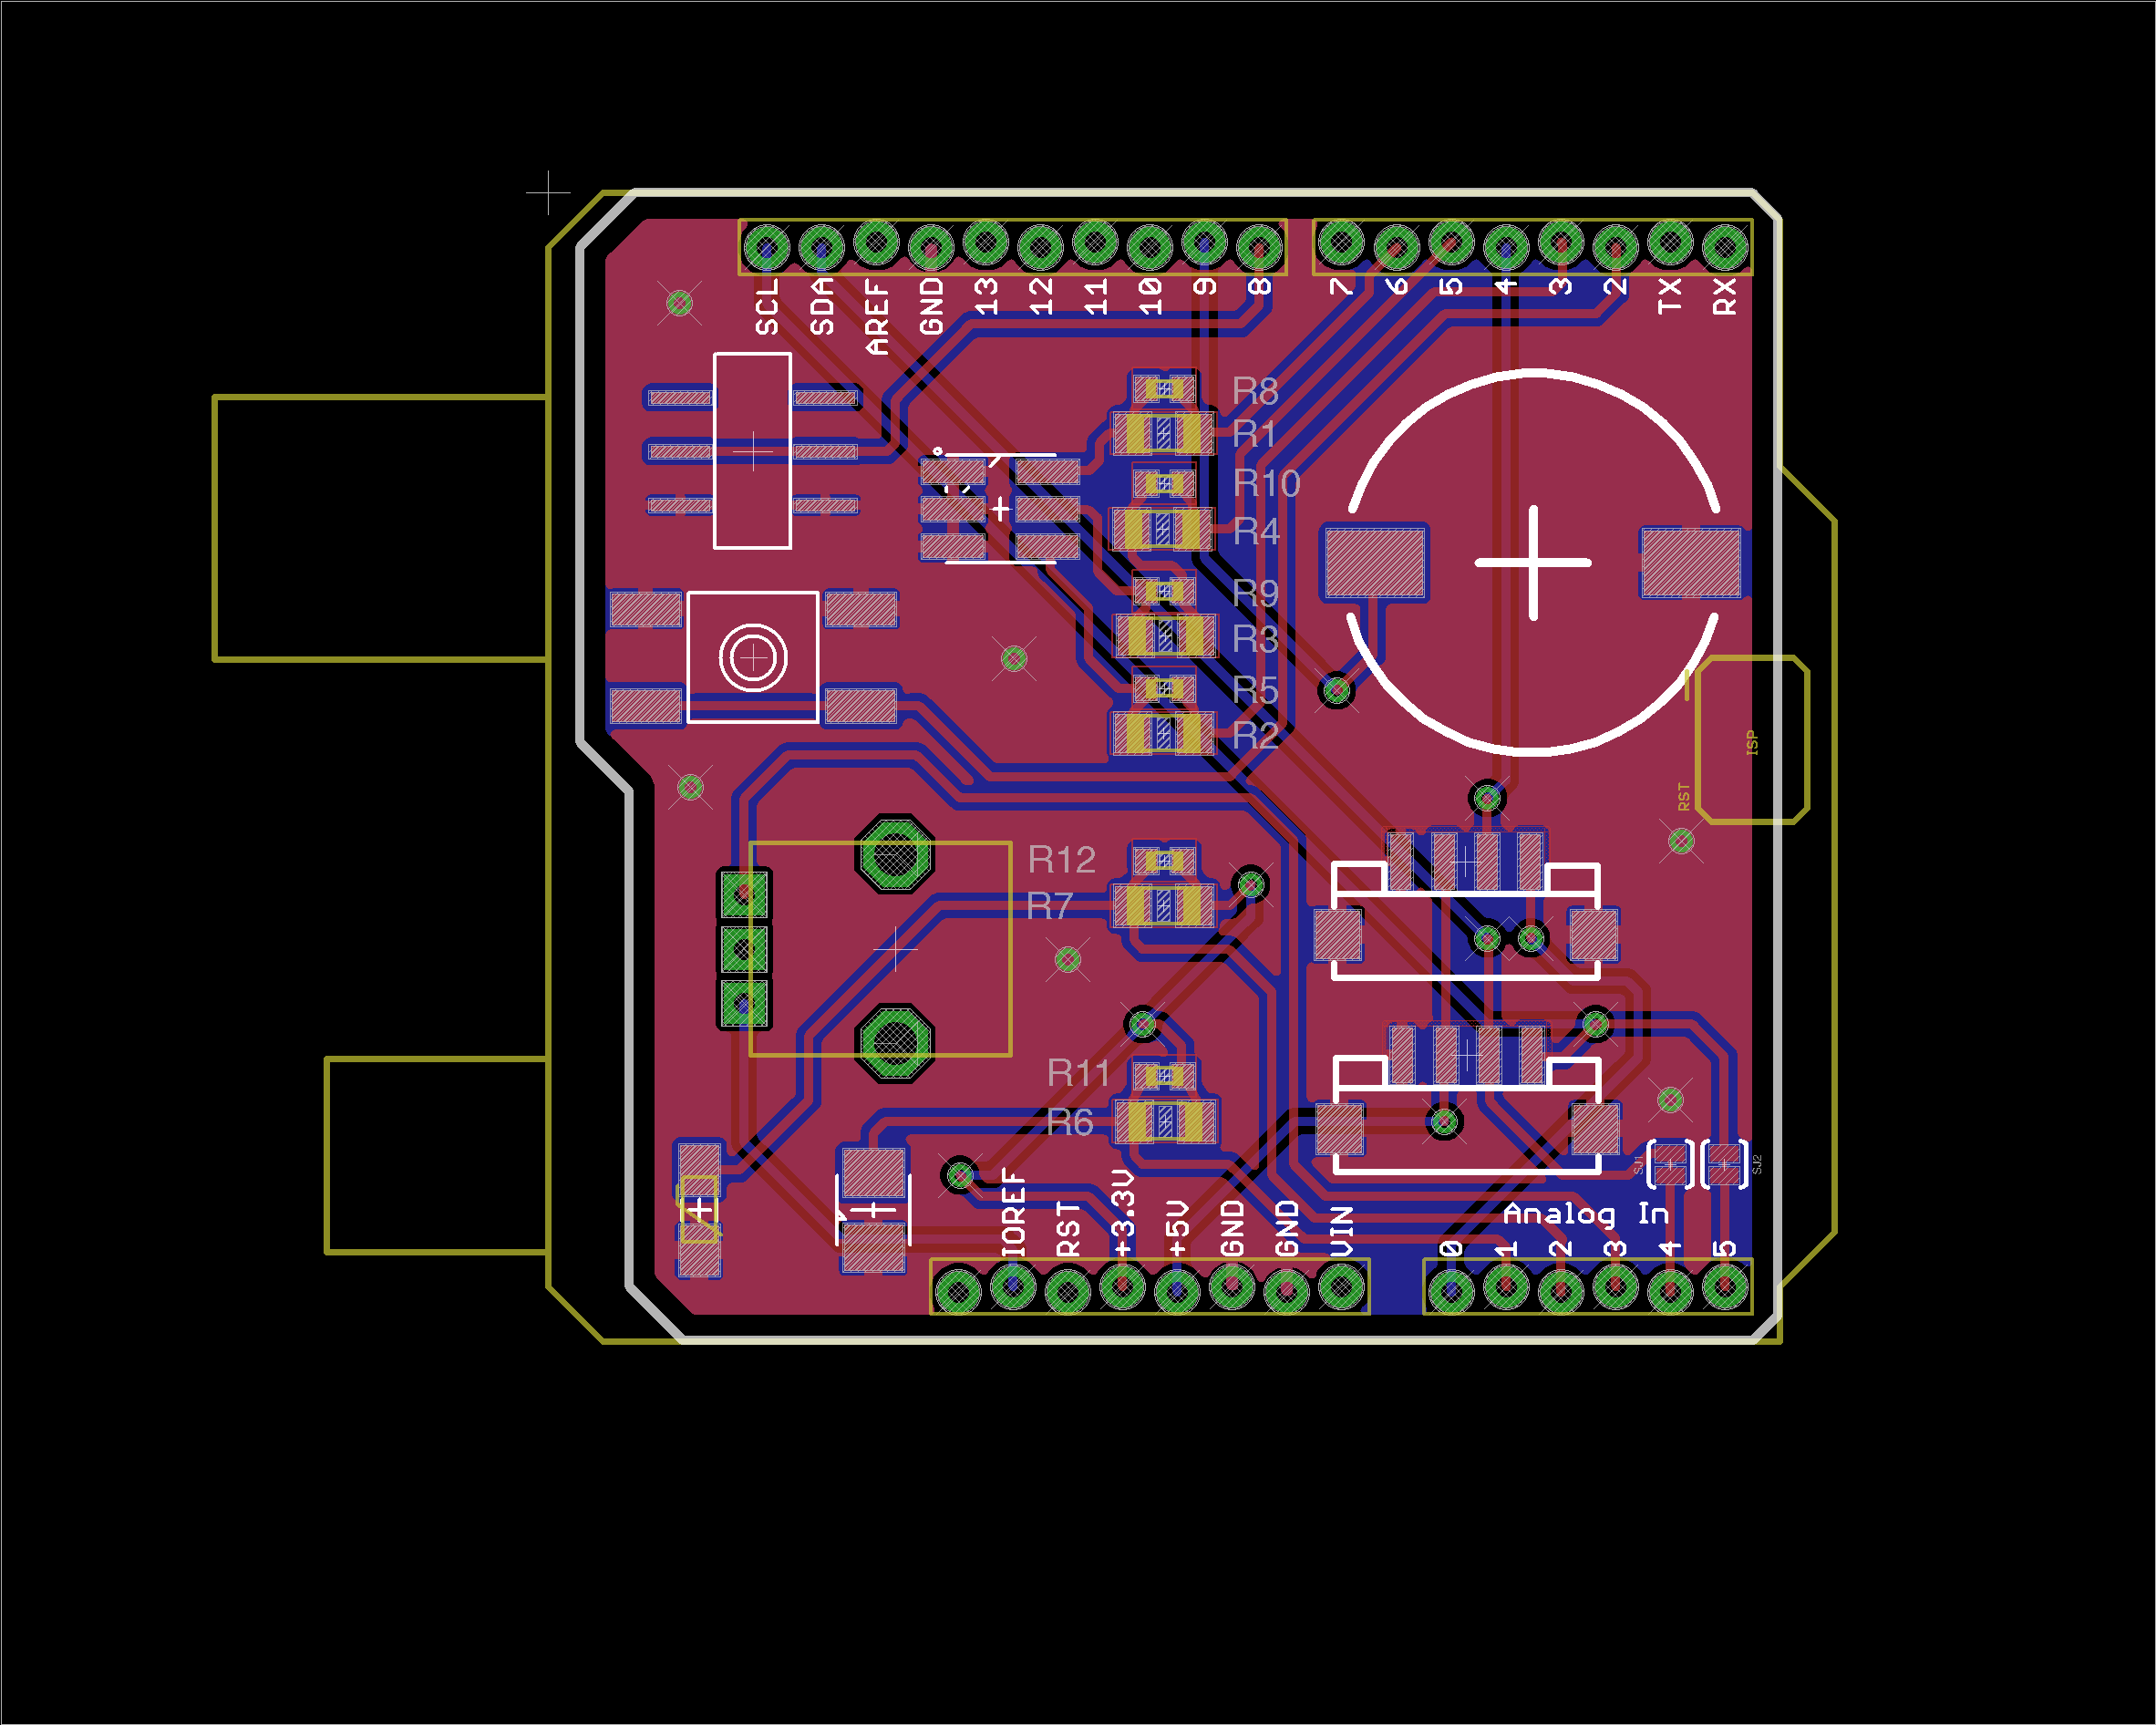 SCL
SDA
AREF
GND
13
12
11
10
9
8
7
6
5
4
3
2
TX
RX
R8
R1
R10
R4
R9
R3
R5
R2
ISP
RST
R12
R7
R11
R6
SJ1
SJ2
IOREF
RST
+3.3V
+5V
GND
GND
VIN
Analog In
0
1
2
3
4
5